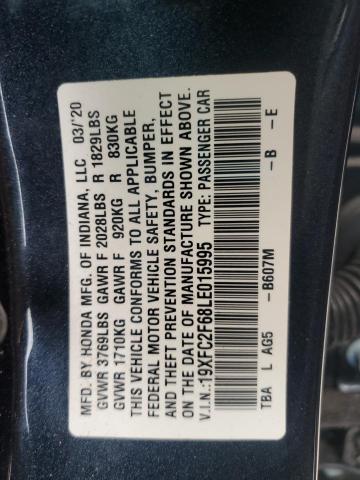 MFD. BY HONDA MFG. OF INDIANA, LLC 03/'20
GVWR 3769LBS GAWR F 2028LBS R 1829LBS
GVWR 1710KG GAWR F 920KG R 830KG
THIS VEHICLE CONFORMS TO ALL APPLICABLE
FEDERAL MOTOR VEHICLE SAFETY, BUMPER,
AND THEFT PREVENTION STANDARDS IN EFFECT
ON THE DATE OF MANUFACTURE SHOWN ABOVE.
V.I.N.:19XFC2F68LE015995 TYPE: PASSENGER CAR
TBA L AG5 -B607M -B -E